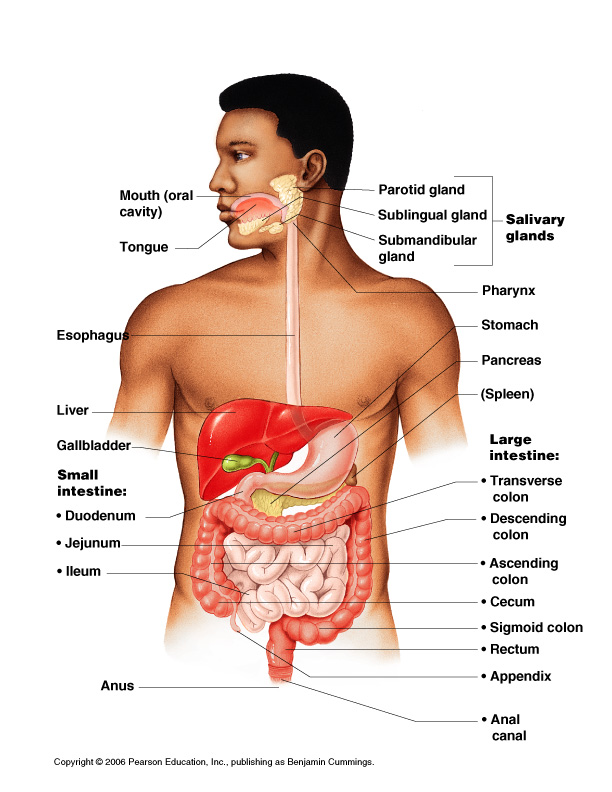 Mouth (oral
cavity)
Tongue
Parotid gland
Sublingual gland
Submandibular
gland
Salivary
glands
Pharynx
Esophagus
Stomach
Pancreas
(Spleen)
Liver
Gallbladder
Small
intestine:
• Duodenum
• Jejunum
• Ileum
Large
intestine:
• Transverse
colon
• Descending
colon
• Ascending
colon
• Cecum
• Sigmoid colon
• Rectum
• Appendix
Anus
• Anal
canal
Copyright © 2006 Pearson Education, Inc., publishing as Benjamin Cummings.